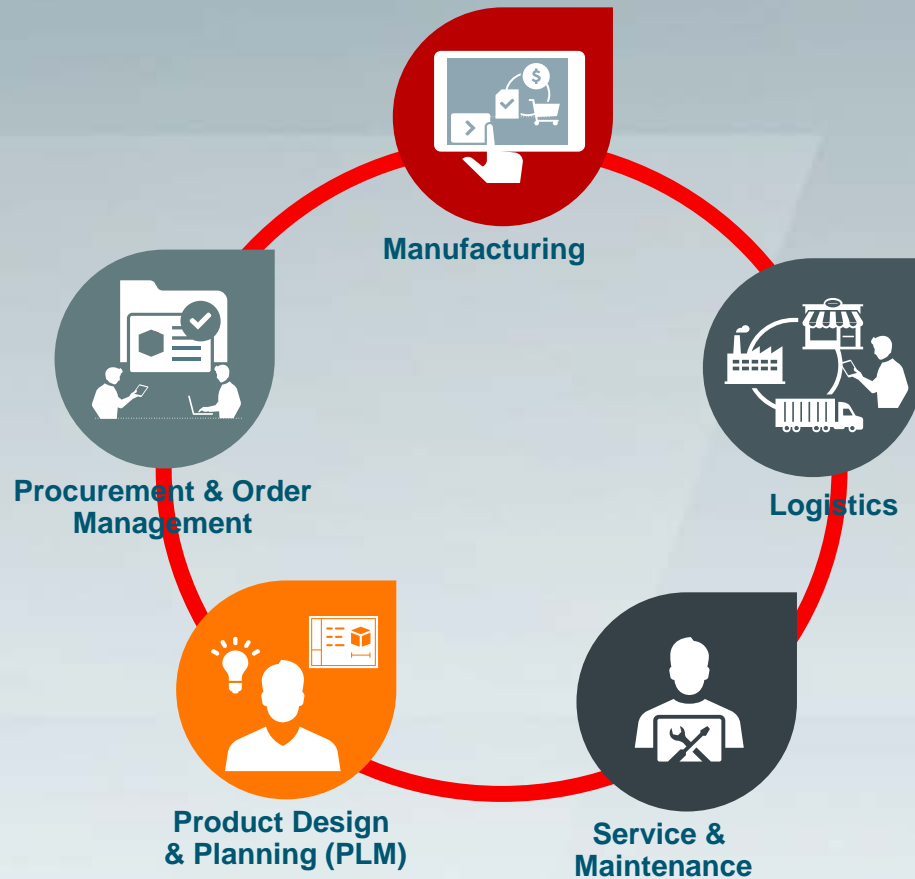 Manufacturing
Procurement & Order
Management
Logistics
Product Design
& Planning (PLM)
Service &
Maintenance
$